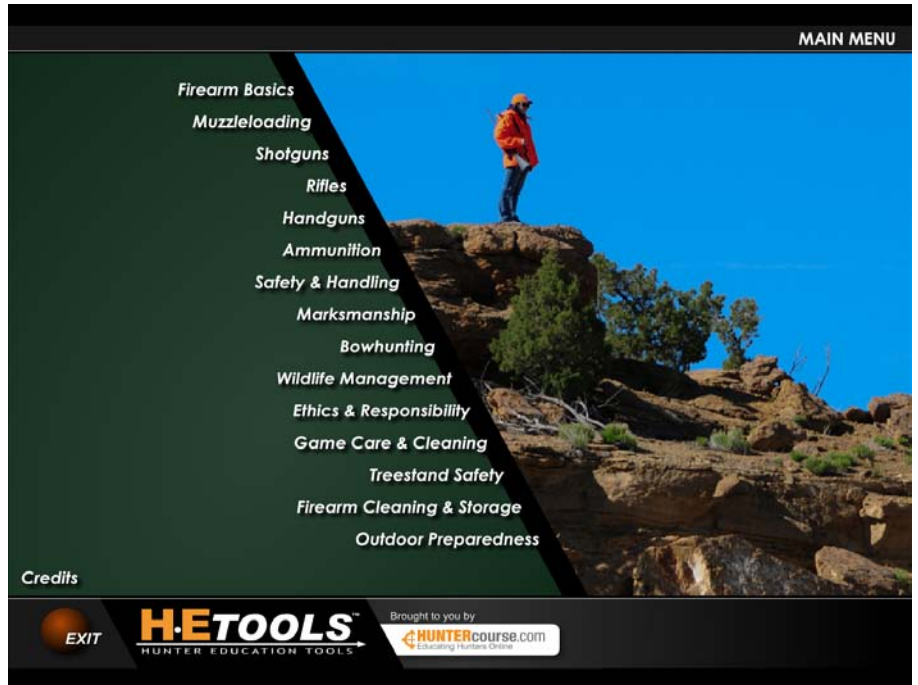 MAIN MENU
Firearm Basics
Muzzleloading
Shotguns
Rifles
Handguns
Ammunition
Safety & Handling
Marksmanship
Bowhunting
Wildlife Management
Ethics & Responsibility
Game Care & Cleaning
Treestand Safety
Firearm Cleaning & Storage
Outdoor Preparedness
Credits
EXIT
H·E TOOLS™
HUNTER EDUCATION TOOLS
Brought to you by
HUNTERcourse.com
Educating Hunters Online